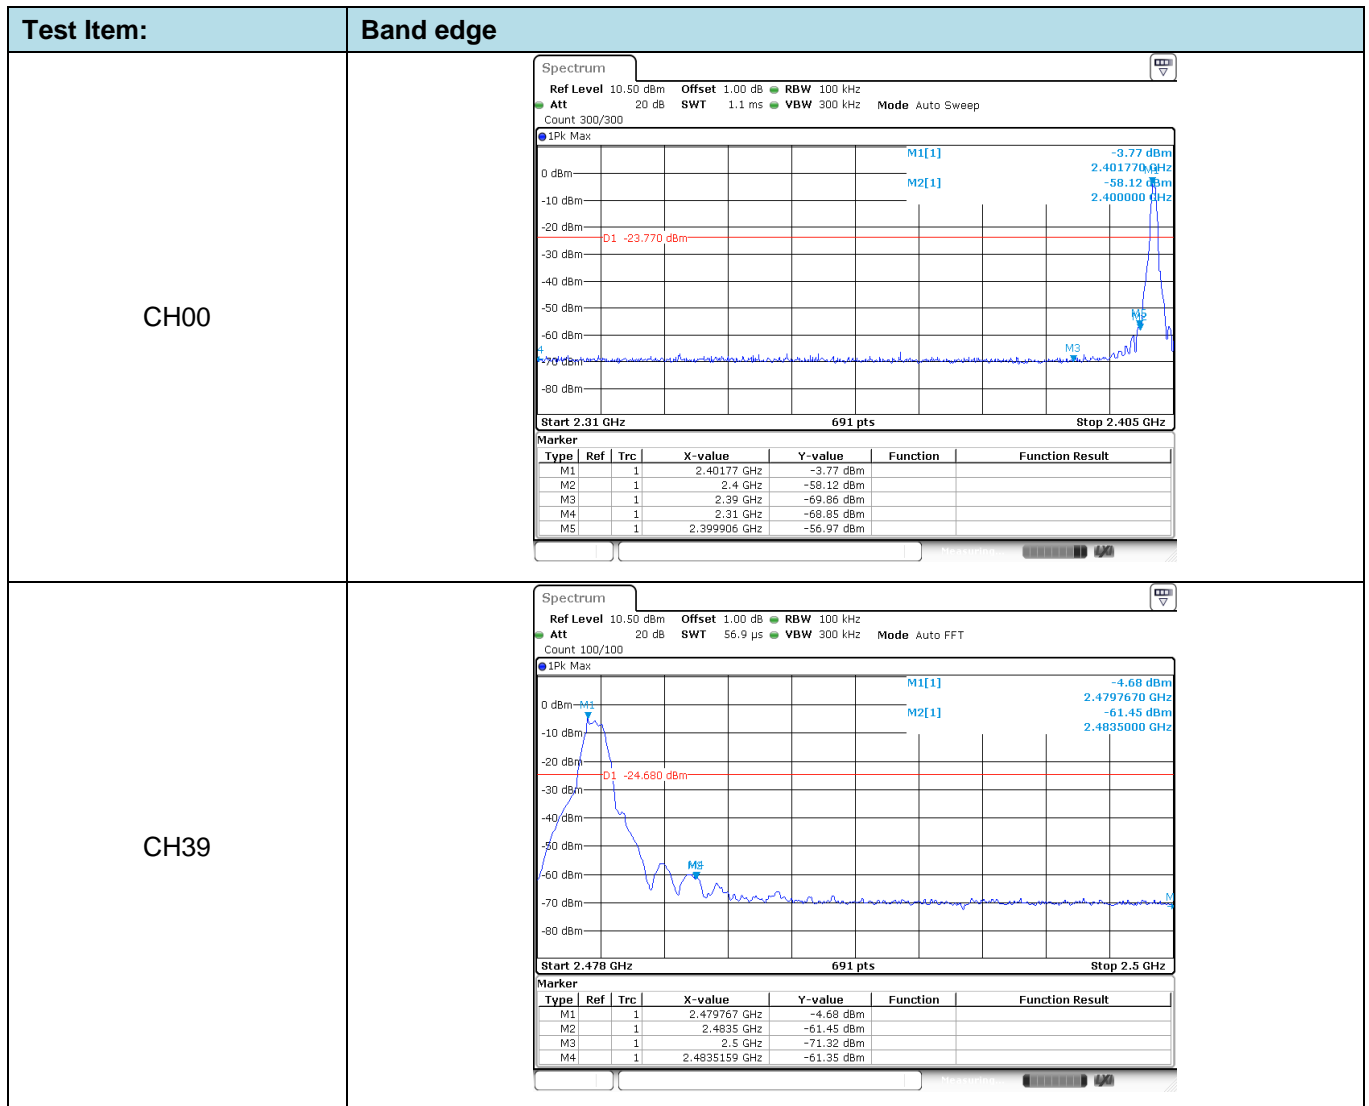 Test Item: Band edge
CH00
Spectrum
Ref Level 10.50 dBm Offset 1.00 dB RBW 100 kHz
Att 20 dB SWT 1.1 ms VBW 300 kHz Mode Auto Sweep
Count 300/300
1Pk Max
M1[1] -3.77 dBm
2.401770 GHz
M1
M2[1] -58.12 dBm
2.400000 GHz
0 dBm
-10 dBm
-20 dBm
D1 -23.770 dBm
-30 dBm
-40 dBm
-50 dBm
-60 dBm
M3
-70 dBm
-80 dBm
Start 2.31 GHz 691 pts Stop 2.405 GHz
Marker
Type Ref Trc X-value Y-value Function Function Result
M1 1 2.40177 GHz -3.77 dBm
M2 1 2.4 GHz -58.12 dBm
M3 1 2.39 GHz -69.86 dBm
M4 1 2.31 GHz -68.85 dBm
M5 1 2.399906 GHz -56.97 dBm
Measuring...
CH39
Spectrum
Ref Level 10.50 dBm Offset 1.00 dB RBW 100 kHz
Att 20 dB SWT 56.9 µs VBW 300 kHz Mode Auto FFT
Count 100/100
1Pk Max
M1[1] -4.68 dBm
2.4797670 GHz
M2[1] -61.45 dBm
2.4835000 GHz
0 dBm M1
-10 dBm
-20 dBm
D1 -24.680 dBm
-30 dBm
-40 dBm
-50 dBm
-60 dBm
M4
-70 dBm
-80 dBm
Start 2.478 GHz 691 pts Stop 2.5 GHz
Marker
Type Ref Trc X-value Y-value Function Function Result
M1 1 2.479767 GHz -4.68 dBm
M2 1 2.4835 GHz -61.45 dBm
M3 1 2.5 GHz -71.32 dBm
M4 1 2.4835159 GHz -61.35 dBm
Measuring...